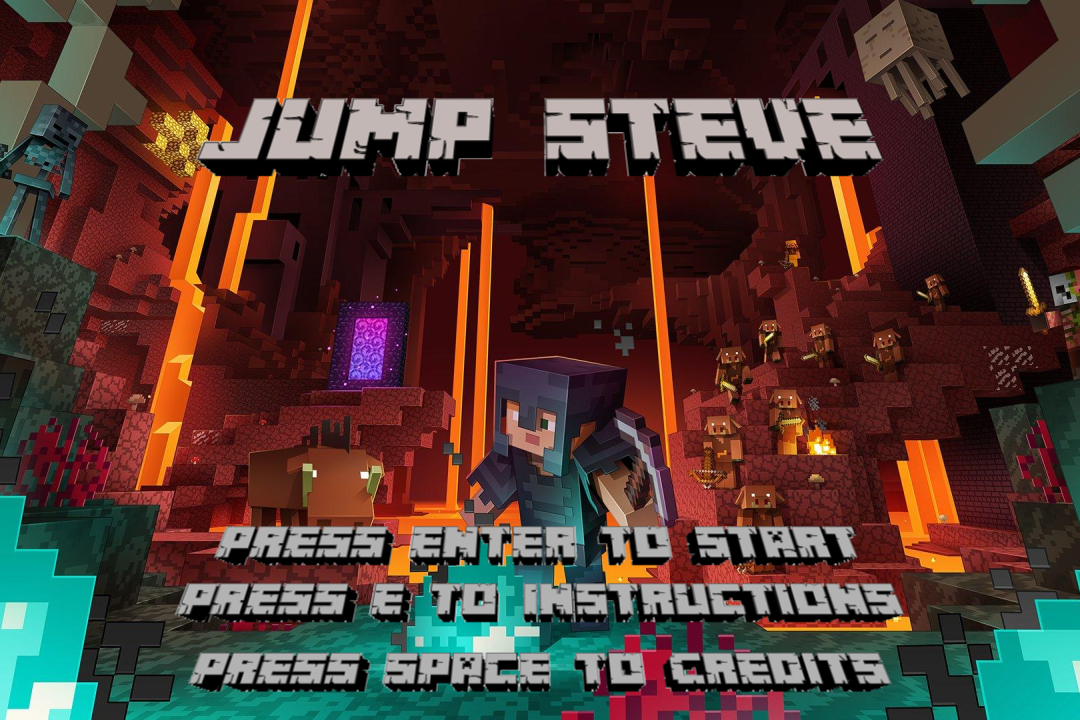 JUMP STEVE
PRESS ENTER TO START
PRESS E TO INSTRUCTIONS
PRESS SPACE TO CREDITS